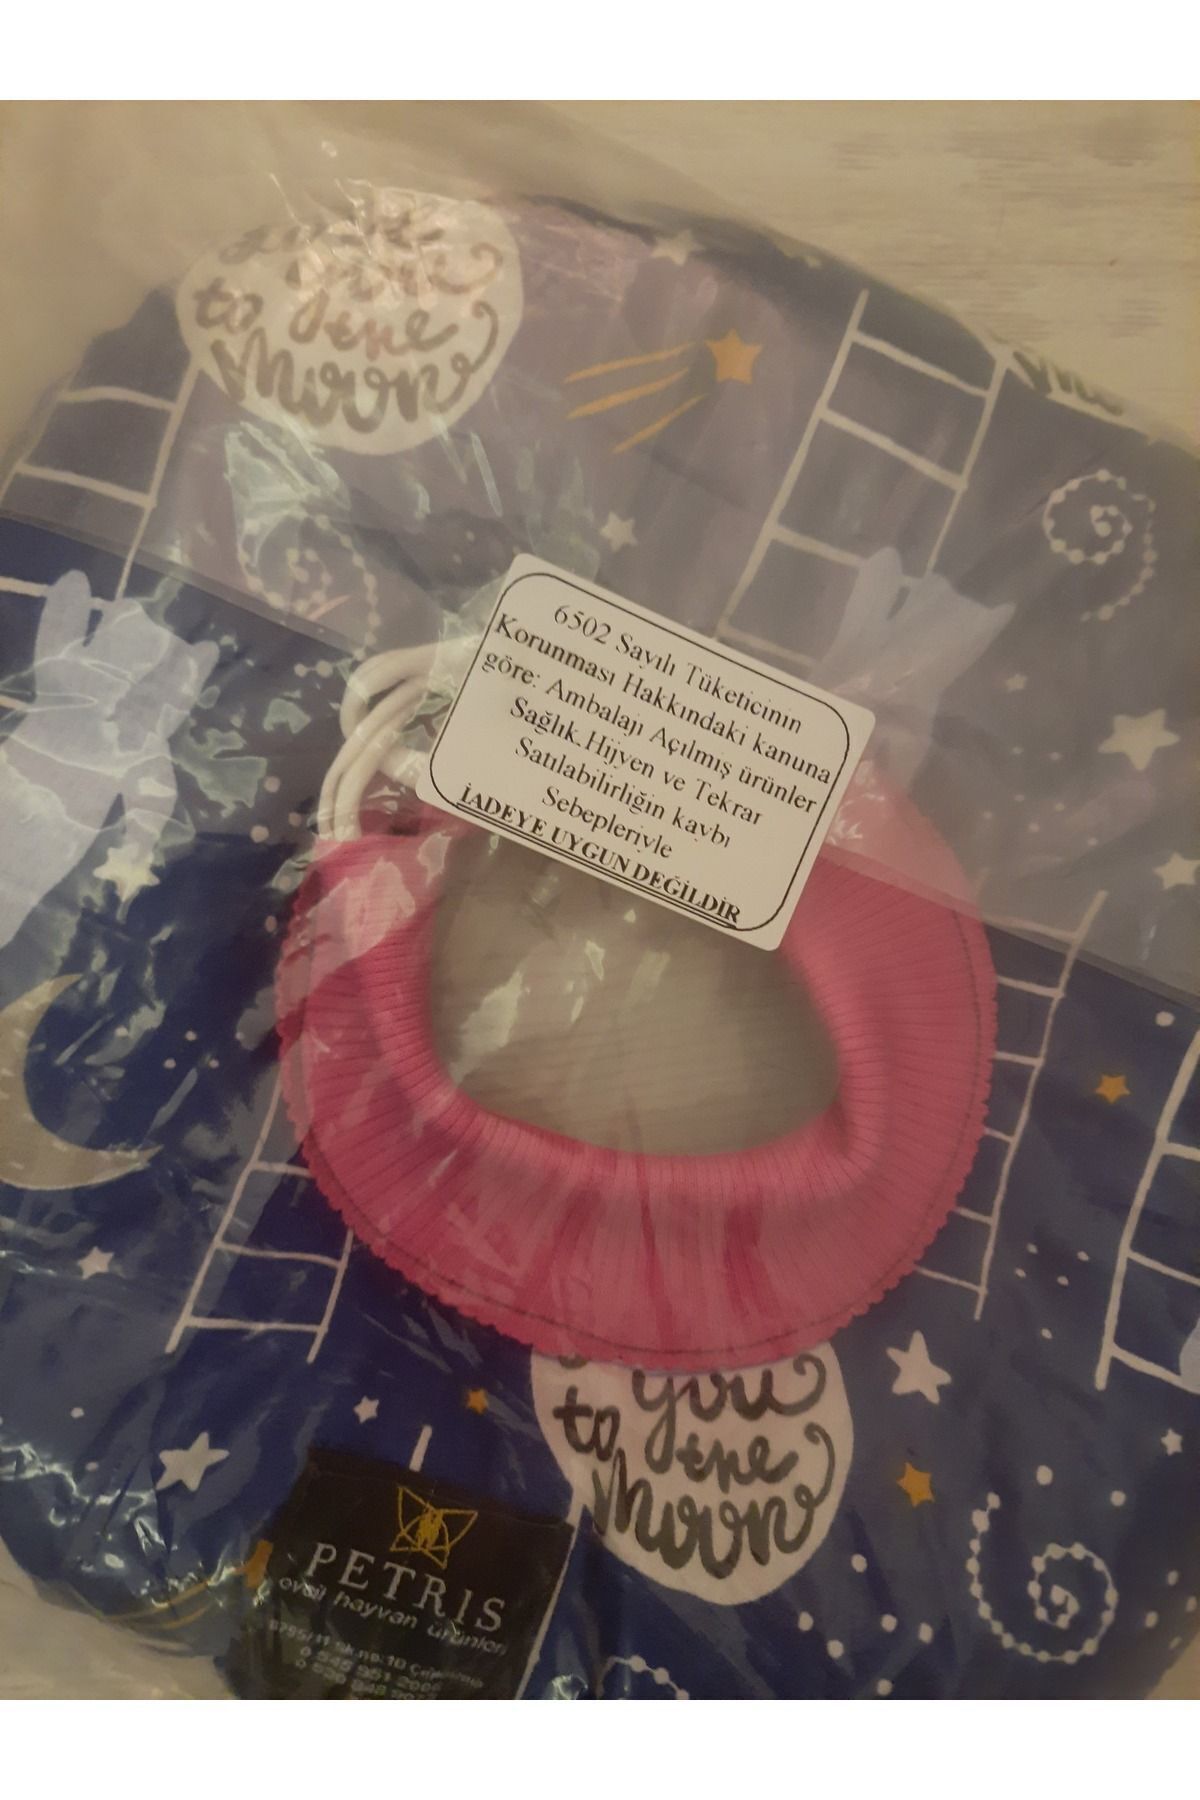 you
to the
Moon
6502 Sayılı Tüketicinin
Korunması Hakkındaki kanuna
göre: Ambalajı Açılmış ürünler
Sağlık.Hijyen ve Tekrar
Satılabilirliğin kaybı
Sebepleriyle
İADEYE UYGUN DEĞİLDİR
you
to the
Moon
PETRIS
evcil hayvan ürünleri